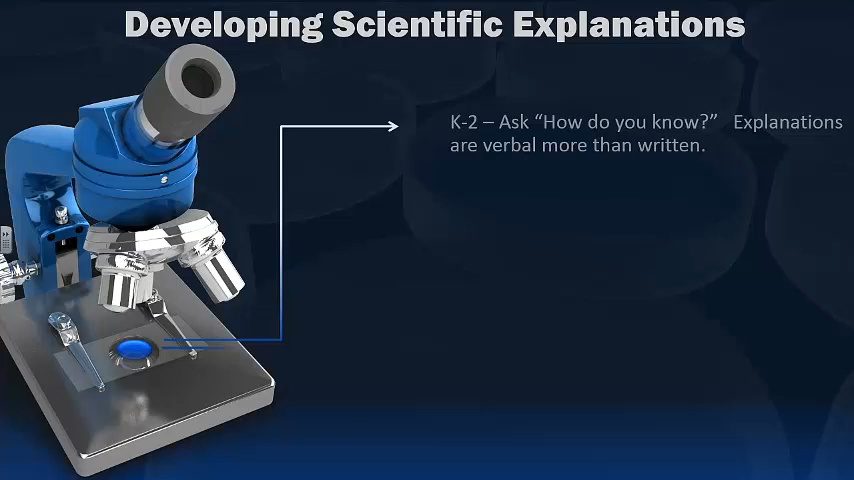 Developing Scientific Explanations
K-2 – Ask “How do you know?”   Explanations
are verbal more than written.